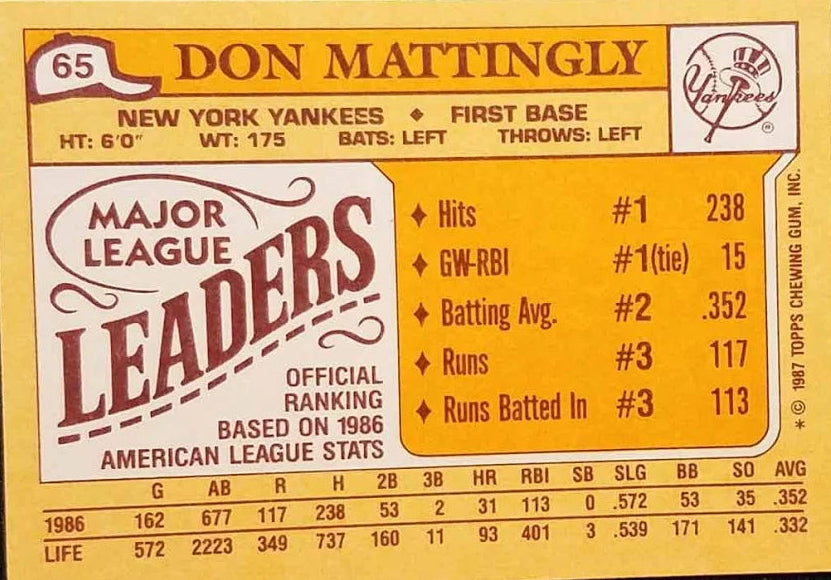 65 DON MATTINGLY
Yankees ®
NEW YORK YANKEES ♦ FIRST BASE
HT: 6'0" WT: 175 BATS: LEFT THROWS: LEFT
MAJOR
LEAGUE
LEADERS
OFFICIAL
RANKING
BASED ON 1986
AMERICAN LEAGUE STATS
♦ Hits #1 238
♦ GW-RBI #1(tie) 15
♦ Batting Avg. #2 .352
♦ Runs #3 117
♦ Runs Batted In #3 113
* © 1987 TOPPS CHEWING GUM, INC.
G AB R H 2B 3B HR RBI SB SLG BB SO AVG
1986 162 677 117 238 53 2 31 113 0 .572 53 35 .352
LIFE 572 2223 349 737 160 11 93 401 3 .539 171 141 .332